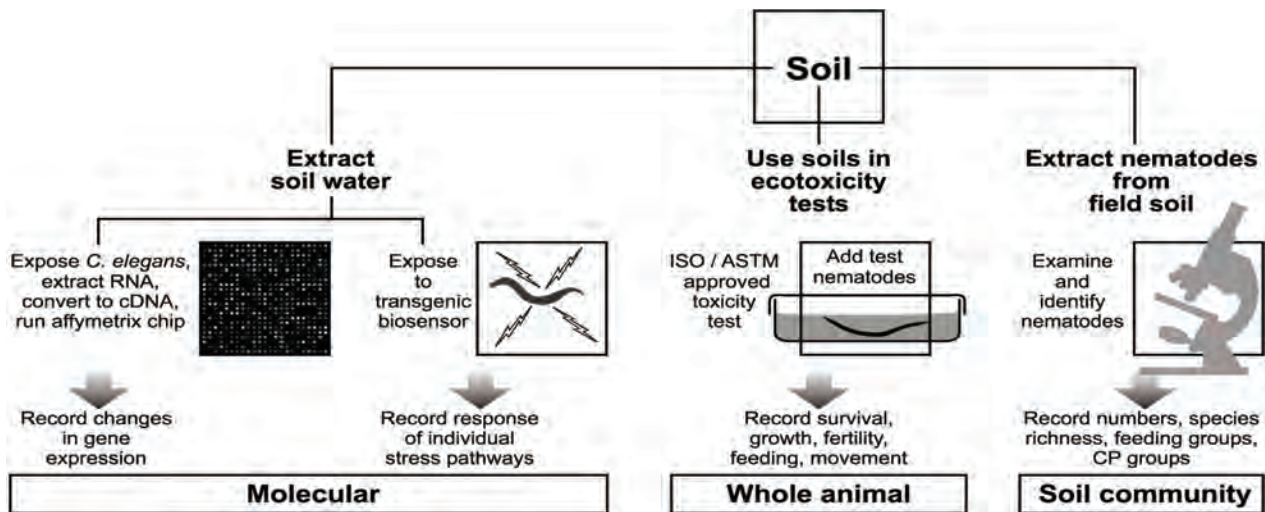 Soil
Extract
soil water
Use soils in
ecotoxicity
tests
Extract nematodes
from
field soil
Expose C. elegans,
extract RNA,
convert to cDNA,
run affymetrix chip
Expose
to
transgenic
biosensor
ISO / ASTM
approved
toxicity
test
Add test
nematodes
Examine
and
identify
nematodes
Record changes
in gene
expression
Record response
of individual
stress pathways
Record survival,
growth, fertility,
feeding, movement
Record numbers, species
richness, feeding groups,
CP groups
Molecular
Whole animal
Soil community